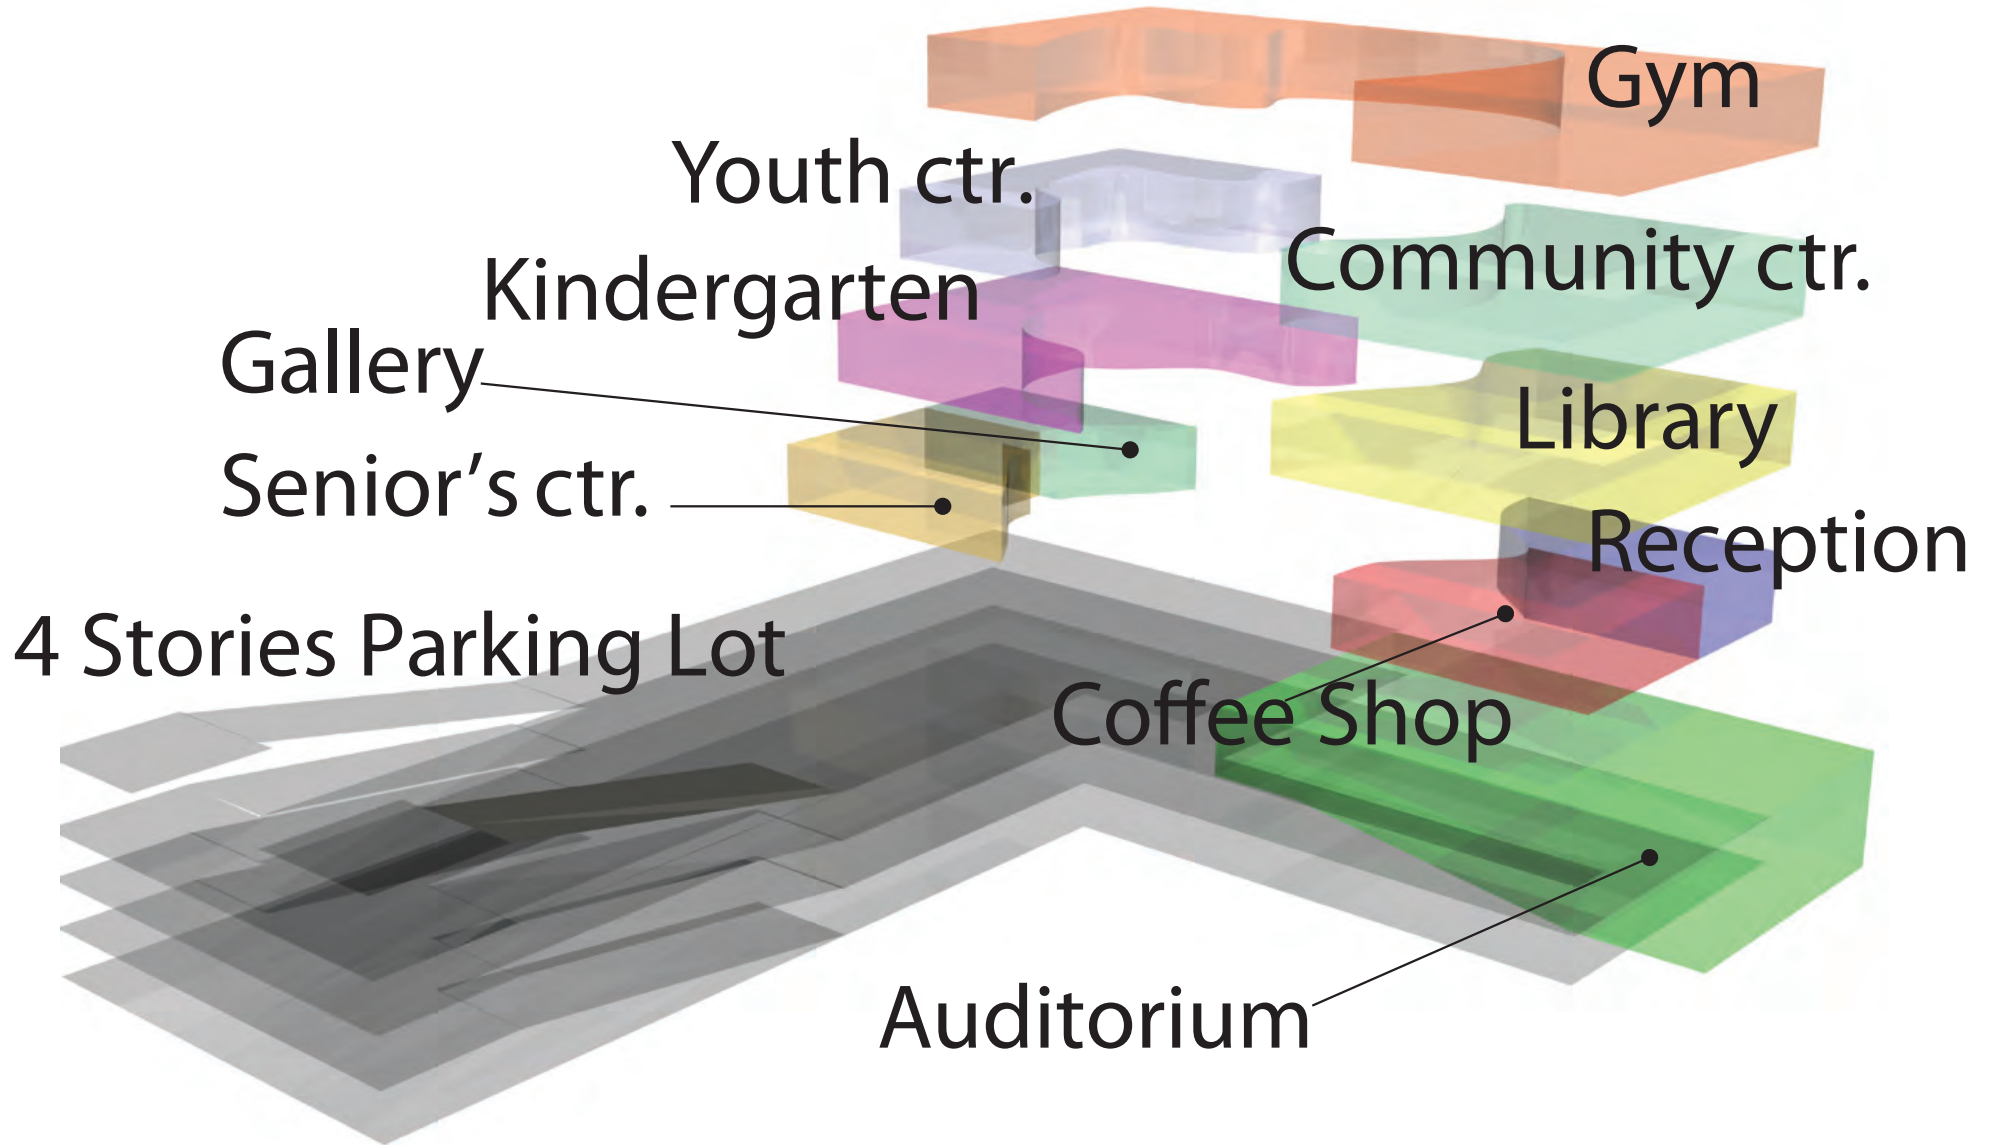 Gym
Youth ctr.
Community ctr.
Kindergarten
Gallery
Library
Senior’s ctr.
Reception
4 Stories Parking Lot
Coffee Shop
Auditorium